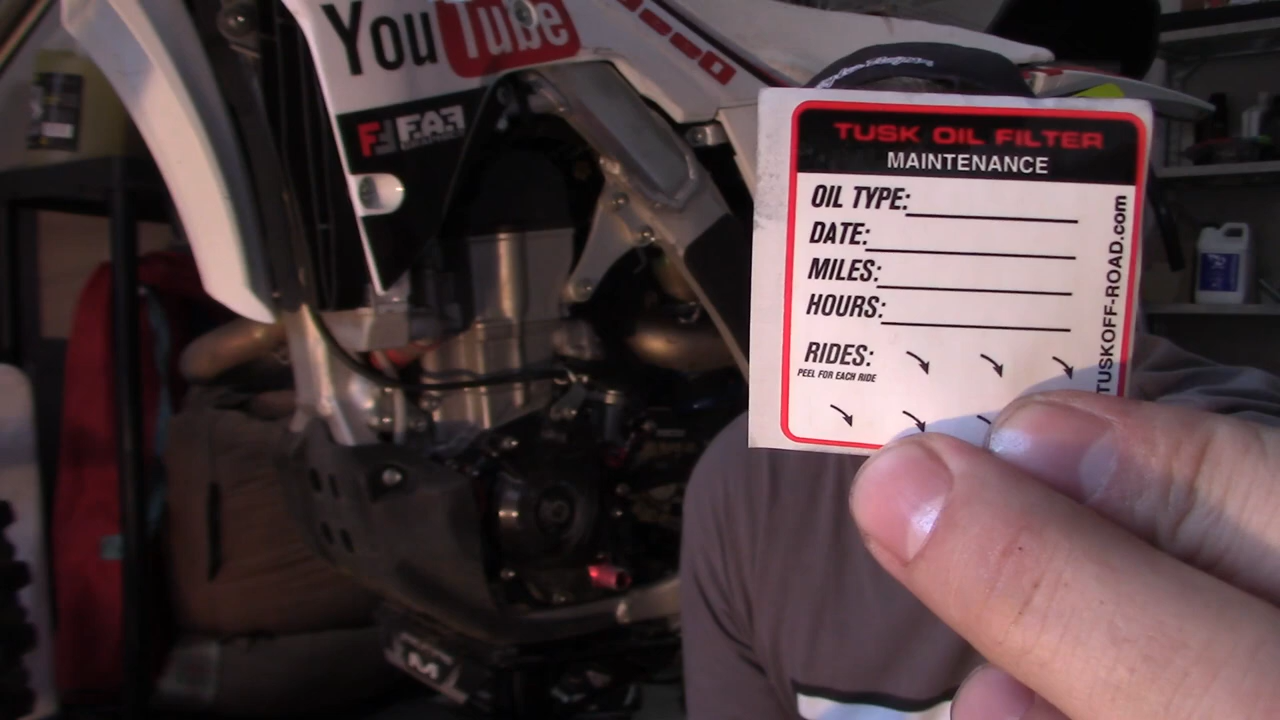 YouTube
FAF
TUSK OIL FILTER
MAINTENANCE
OIL TYPE:
DATE:
MILES:
HOURS:
RIDES:
PEEL FOR EACH RIDE
TUSKOFF-ROAD.com
M